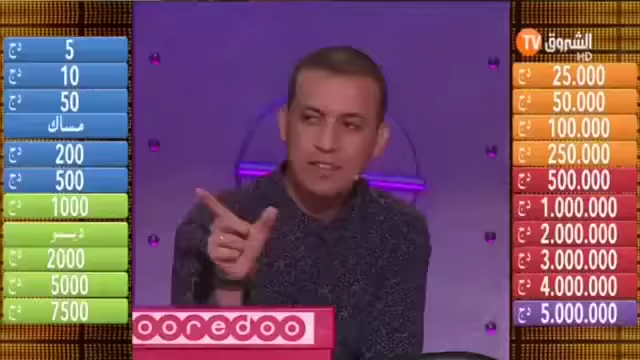 دج 5
دج 10
دج 50
مساك
دج 200
دج 500
دج 1000
ديبو
دج 2000
دج 5000
دج 7500
ooredoo
TV الشروق
HD
دج 25.000
دج 50.000
دج 100.000
دج 250.000
دج 500.000
دج 1.000.000
دج 2.000.000
دج 3.000.000
دج 4.000.000
دج 5.000.000